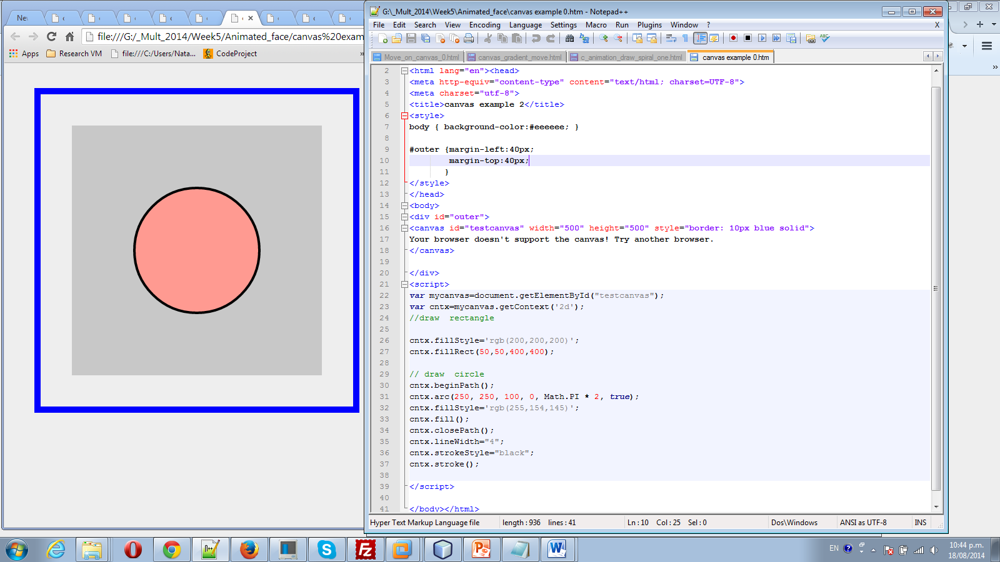 New
file:///G:/_Mult_2014/Week5/Animated_face/canvas%20exam
Apps Research VM file:///C:/Users/Nata... CodeProject »
G:\_Mult_2014\Week5\Animated_face\canvas example 0.htm - Notepad++
File Edit Search View Encoding Language Settings Macro Run Plugins Window ? X
Move_on_canvas_0.html canvas_gradient_move.html c_animation_draw_spiral_one.html canvas example 0.htm
2 <html lang="en"><head>
3 <meta http-equiv="content-type" content="text/html; charset=UTF-8">
4 <meta charset="utf-8">
5 <title>canvas example 2</title>
6 <style>
7 body { background-color:#eeeeee; }
8
9 #outer {margin-left:40px;
10 margin-top:40px;
11 }
12 </style>
13 </head>
14 <body>
15 <div id="outer">
16 <canvas id="testcanvas" width="500" height="500" style="border: 10px blue solid">
17 Your browser doesn't support the canvas! Try another browser.
18 </canvas>
19
20 </div>
21 <script>
22 var mycanvas=document.getElementById("testcanvas");
23 var cntx=mycanvas.getContext('2d');
24 //draw  rectangle
25
26 cntx.fillStyle='rgb(200,200,200)';
27 cntx.fillRect(50,50,400,400);
28
29 // draw  circle
30 cntx.beginPath();
31 cntx.arc(250, 250, 100, 0, Math.PI * 2, true);
32 cntx.fillStyle='rgb(255,154,145)';
33 cntx.fill();
34 cntx.closePath();
35 cntx.lineWidth="4";
36 cntx.strokeStyle="black";
37 cntx.stroke();
38
39 </script>
40
41 </body></html>
Hyper Text Markup Language file length : 936 lines : 41 Ln : 10 Col : 25 Sel : 0 Dos\Windows ANSI as UTF-8 INS
EN 10:44 p.m.
18/08/2014